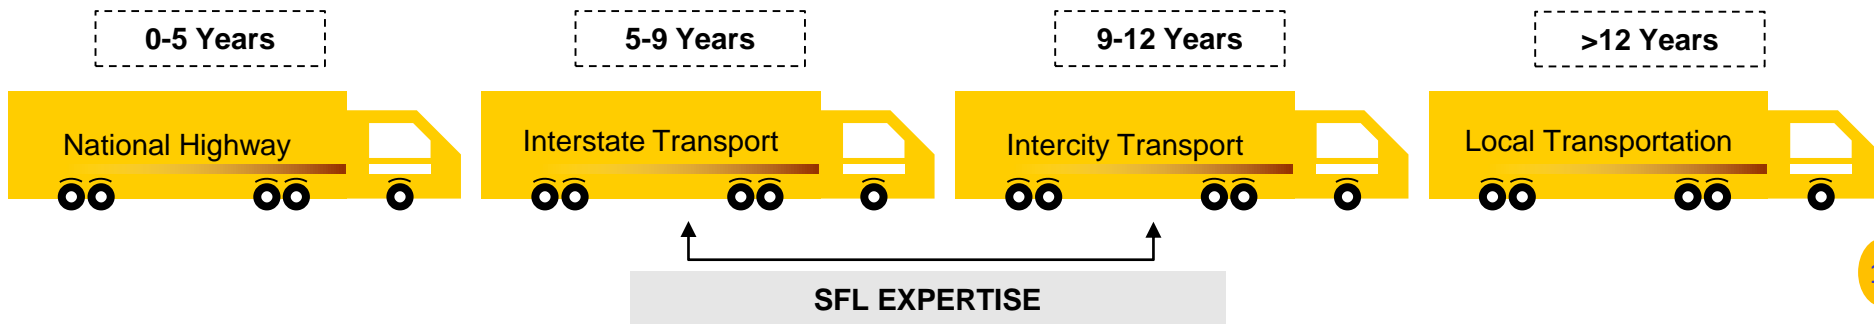 0-5 Years
5-9 Years
9-12 Years
>12 Years
National Highway
Interstate Transport
Intercity Transport
Local Transportation
SFL EXPERTISE